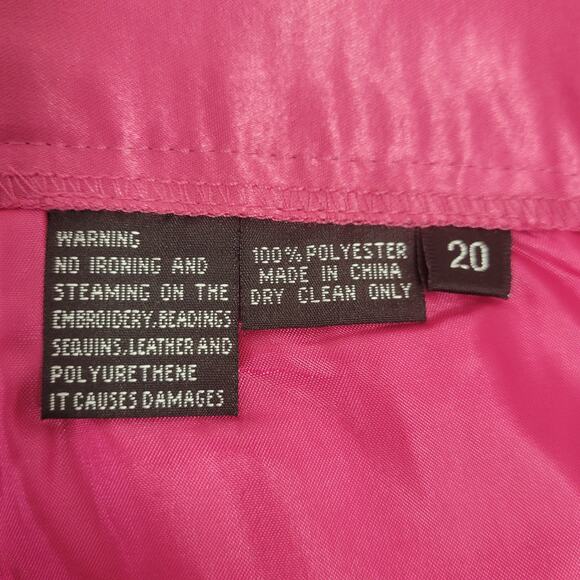 WARNING
NO IRONING AND
STEAMING ON THE
EMBROIDERY.BEADINGS
SEQUINS.LEATHER AND
POLYURETHENE
IT CAUSES DAMAGES
100% POLYESTER
MADE IN CHINA
DRY CLEAN ONLY
20